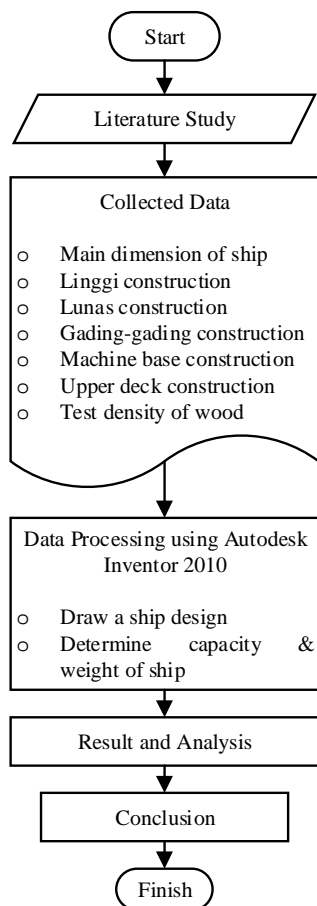 Start
Literature Study
Collected Data
o Main dimension of ship
o Linggi construction
o Lunas construction
o Gading-gading construction
o Machine base construction
o Upper deck construction
o Test density of wood
Data Processing using Autodesk
Inventor 2010
o Draw a ship design
o Determine capacity &
weight of ship
Result and Analysis
Conclusion
Finish